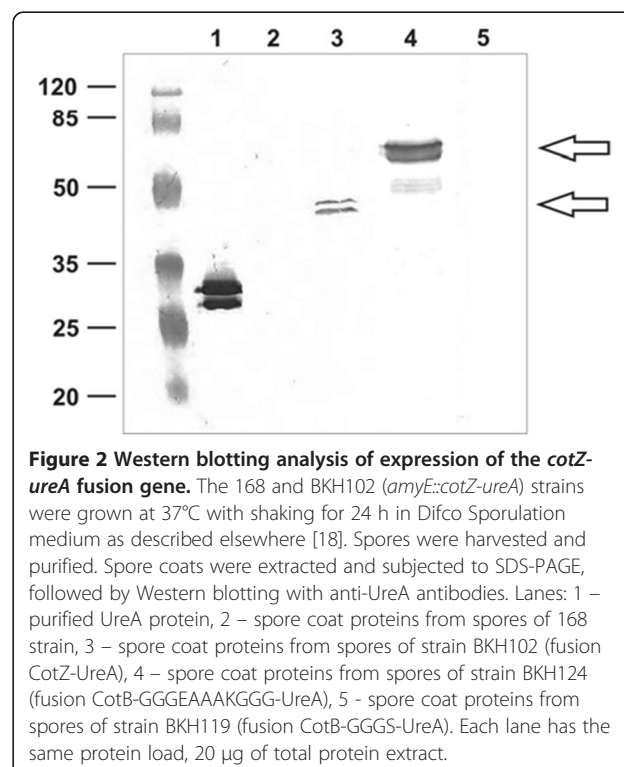 1 2 3 4 5
120
85
50
35
25
20
Figure 2 Western blotting analysis of expression of the cotZ-
ureA fusion gene. The 168 and BKH102 (amyE::cotZ-ureA) strains
were grown at 37°C with shaking for 24 h in Difco Sporulation
medium as described elsewhere [18]. Spores were harvested and
purified. Spore coats were extracted and subjected to SDS-PAGE,
followed by Western blotting with anti-UreA antibodies. Lanes: 1 –
purified UreA protein, 2 – spore coat proteins from spores of 168
strain, 3 – spore coat proteins from spores of strain BKH102 (fusion
CotZ-UreA), 4 – spore coat proteins from spores of strain BKH124
(fusion CotB-GGGEAAAKGGG-UreA), 5 - spore coat proteins from
spores of strain BKH119 (fusion CotB-GGGS-UreA). Each lane has the
same protein load, 20 μg of total protein extract.